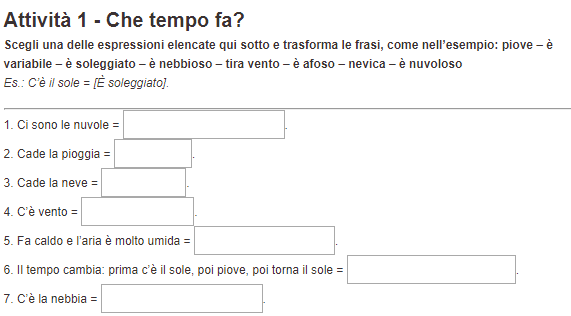 Attività 1 - Che tempo fa?
Scegli una delle espressioni elencate qui sotto e trasforma le frasi, come nell'esempio: piove – è
variabile – è soleggiato – è nebbioso – tira vento – è afoso – nevica – è nuvoloso
Es.: C'è il sole = [È soleggiato].
1. Ci sono le nuvole = .
2. Cade la pioggia = .
3. Cade la neve = .
4. C'è vento = .
5. Fa caldo e l'aria è molto umida = .
6. Il tempo cambia: prima c'è il sole, poi piove, poi torna il sole = .
7. C'è la nebbia = .